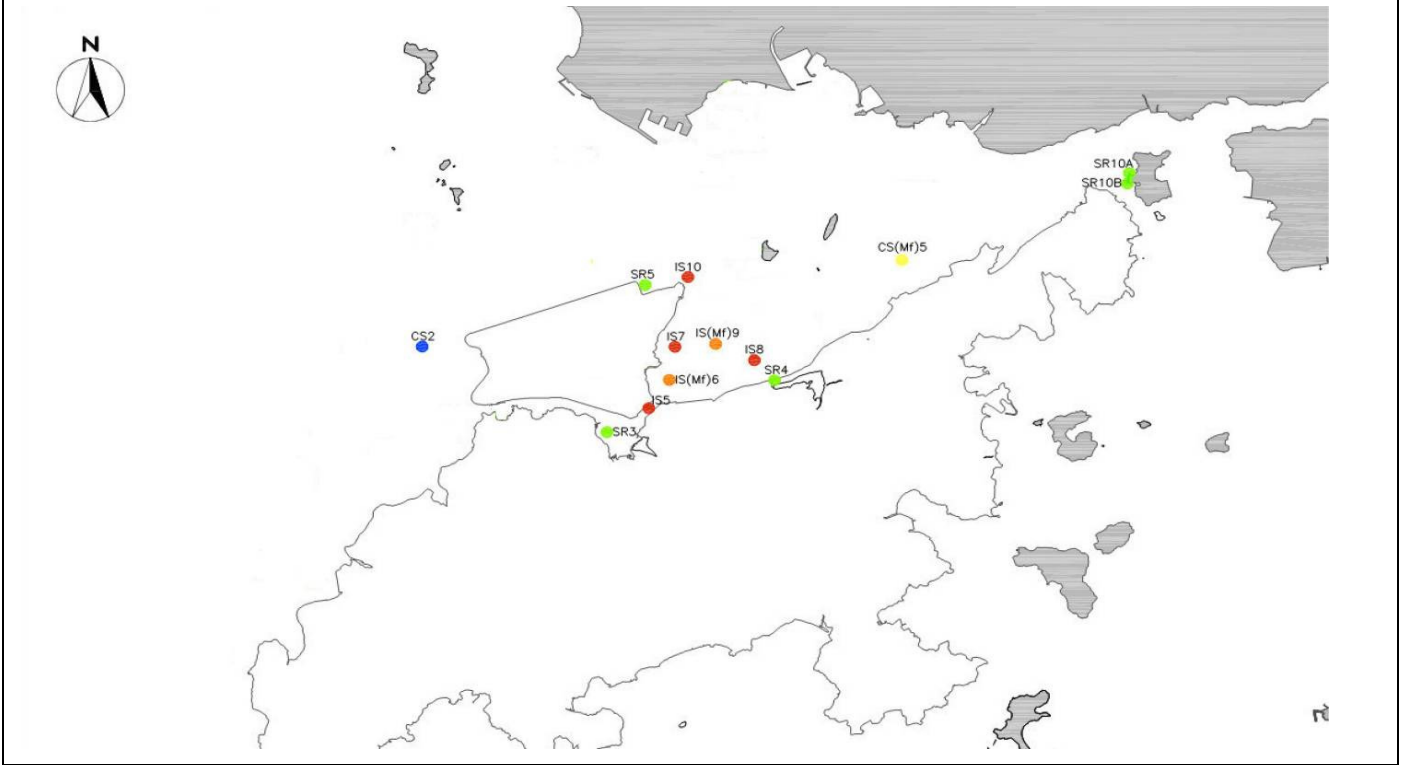 N
SR10A
SR10B
CS(Mf)5
IS10
SR5
CS2
IS7
IS(Mf)9
IS8
SR4
IS(Mf)6
IS5
SR3